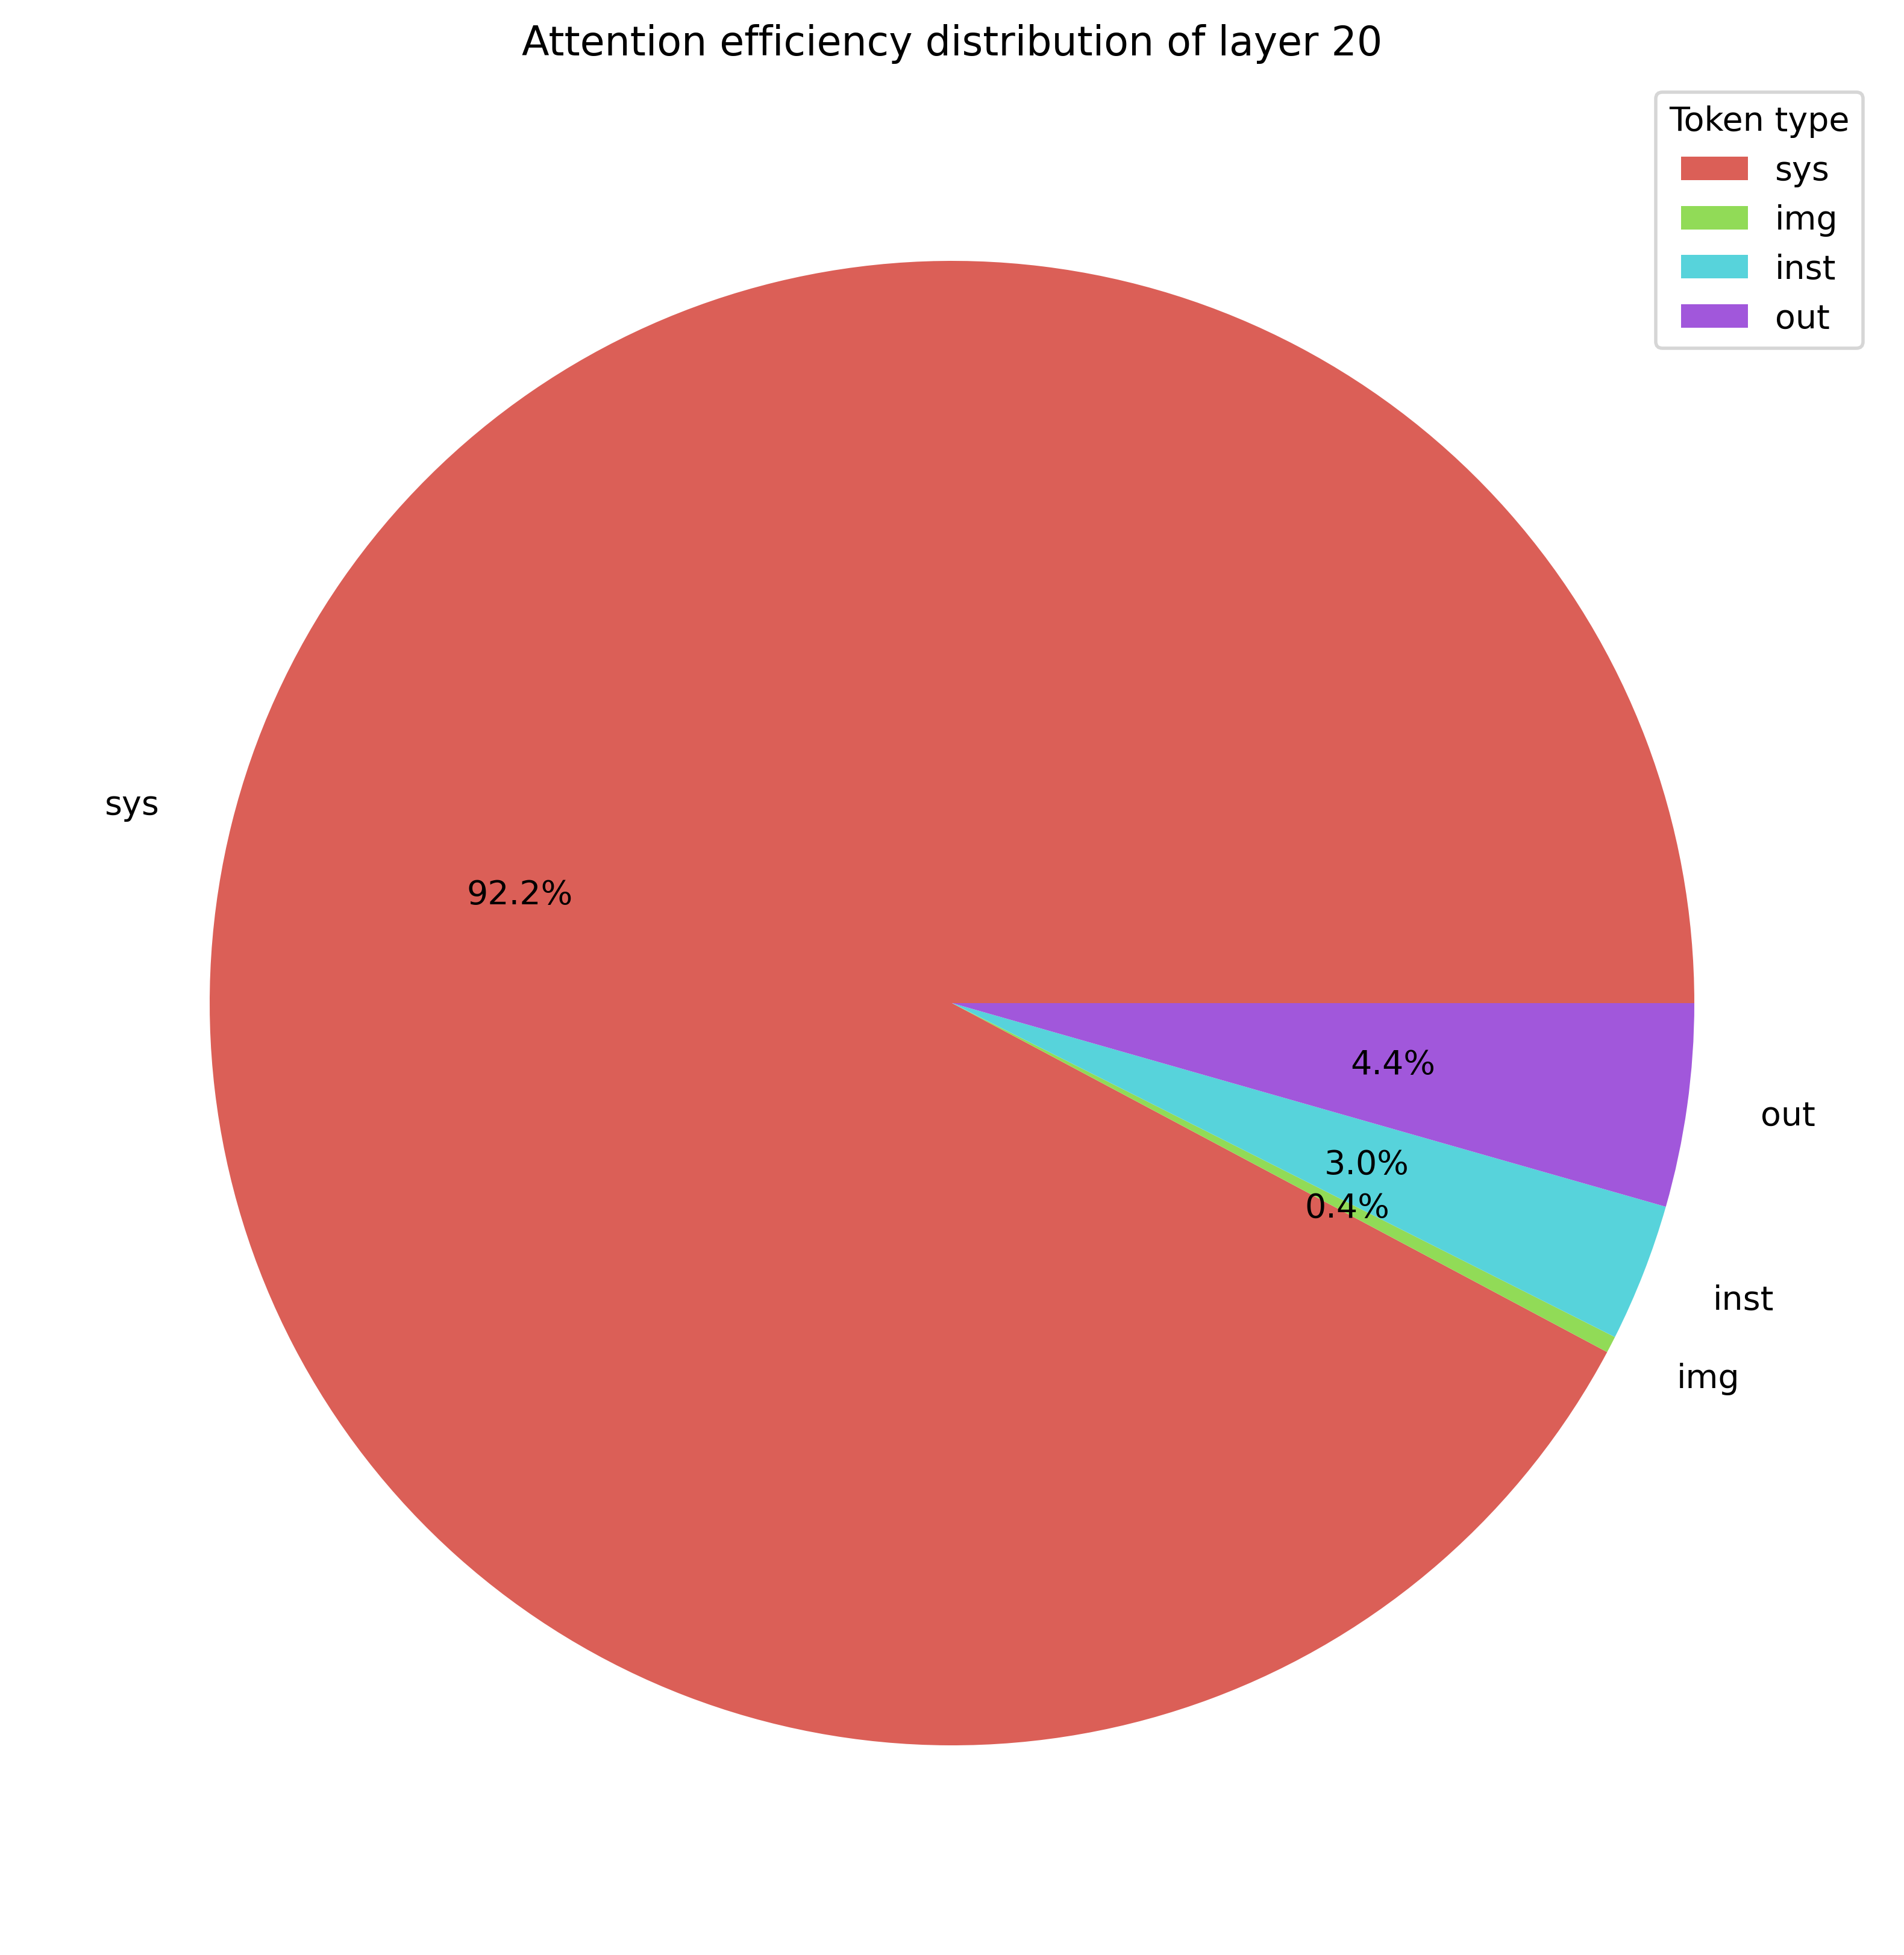 Attention efficiency distribution of layer 20
Token type
sys
img
inst
out
sys
92.2%
4.4%
out
3.0%
0.4%
inst
img